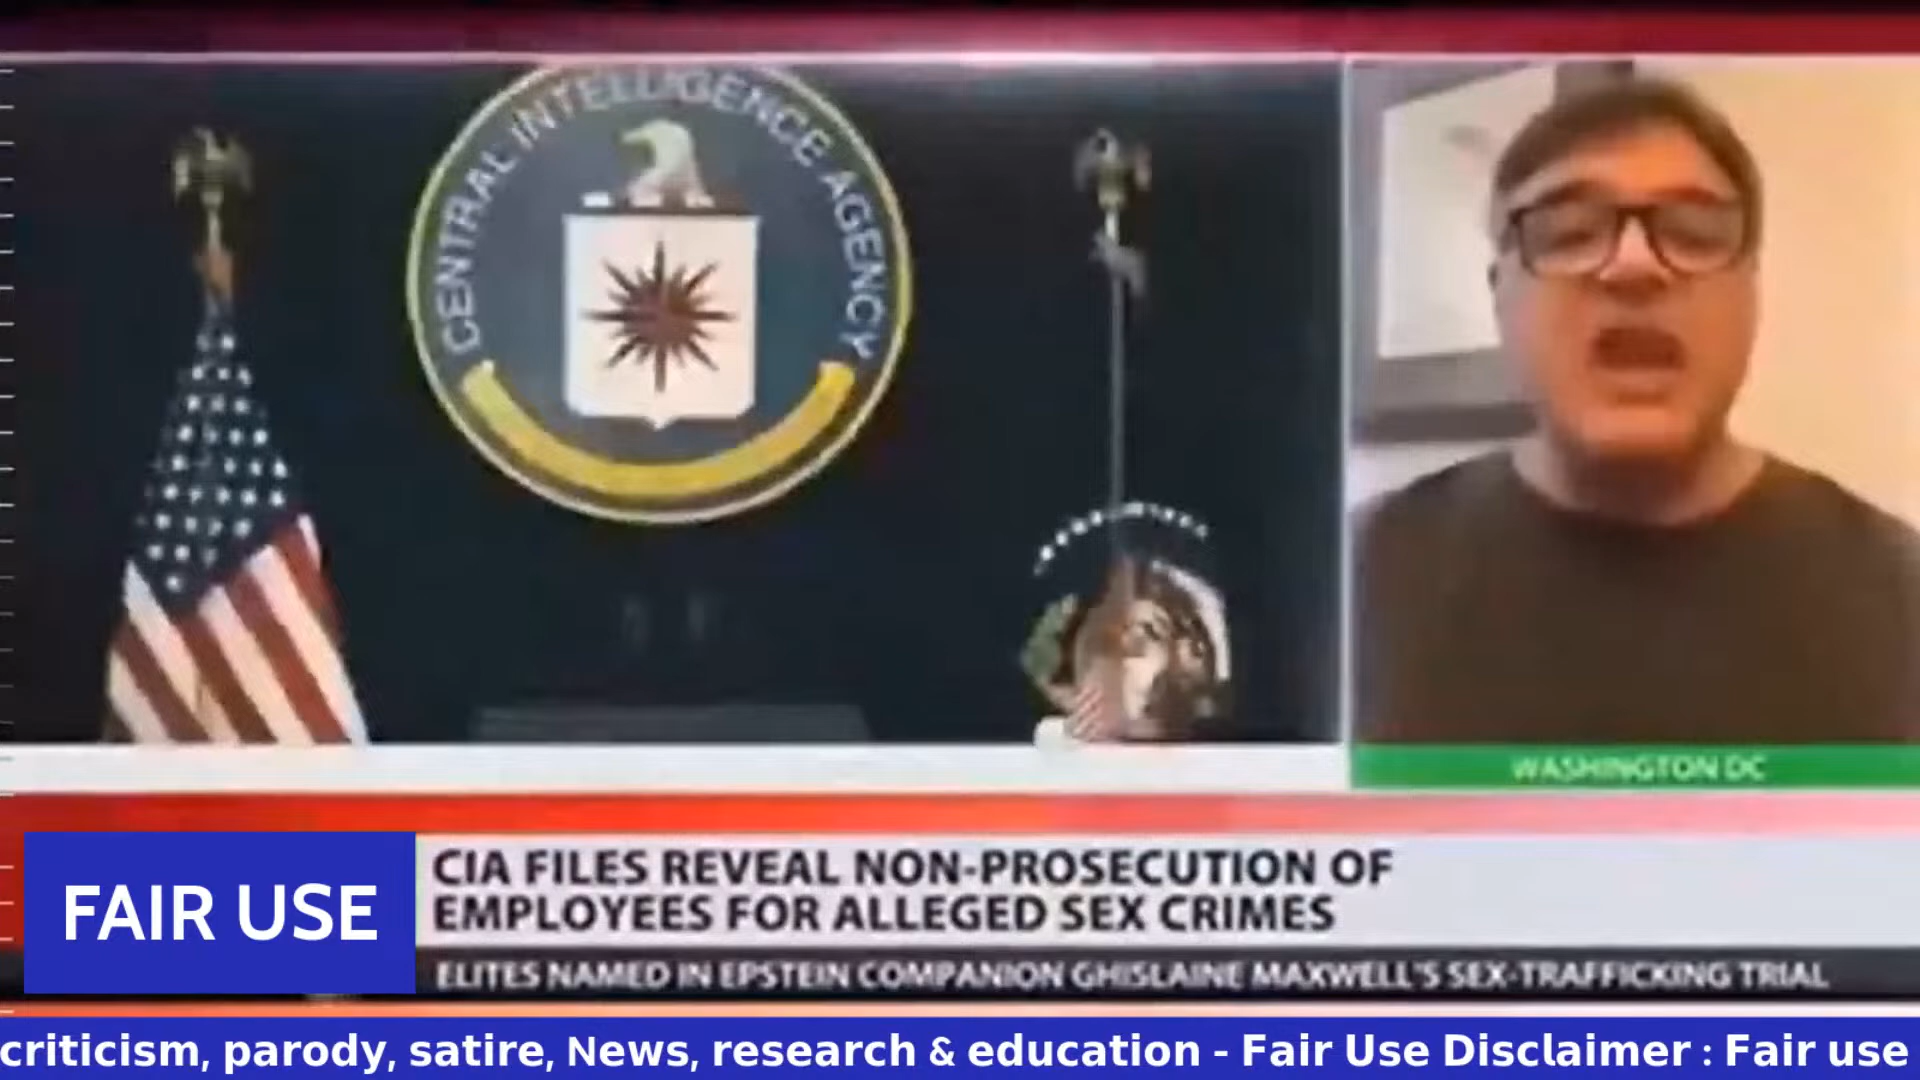 CENTRAL INTELLIGENCE AGENCY
WASHINGTON DC
FAIR USE
CIA FILES REVEAL NON-PROSECUTION OF
EMPLOYEES FOR ALLEGED SEX CRIMES
ELITES NAMED IN EPSTEIN COMPANION GHISLAINE MAXWELL'S SEX-TRAFFICKING TRIAL
criticism, parody, satire, News, research & education - Fair Use Disclaimer : Fair use